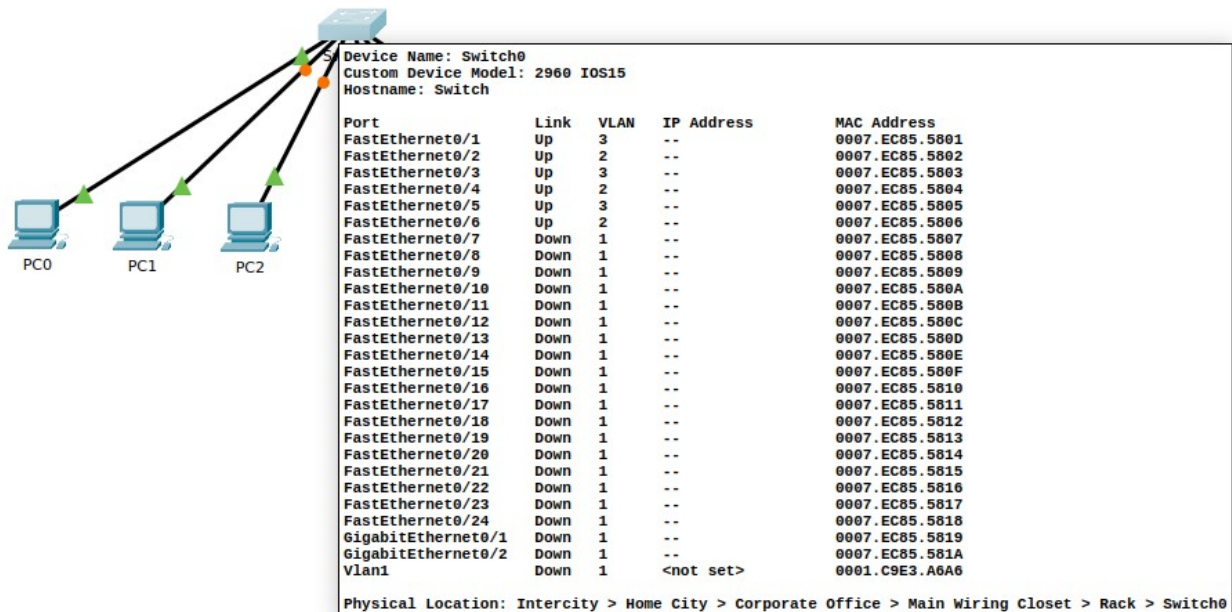 Device Name: Switch0
Custom Device Model: 2960 IOS15
Hostname: Switch
Port Link VLAN IP Address MAC Address
FastEthernet0/1 Up 3 -- 0007.EC85.5801
FastEthernet0/2 Up 2 -- 0007.EC85.5802
FastEthernet0/3 Up 3 -- 0007.EC85.5803
FastEthernet0/4 Up 2 -- 0007.EC85.5804
FastEthernet0/5 Up 3 -- 0007.EC85.5805
FastEthernet0/6 Up 2 -- 0007.EC85.5806
FastEthernet0/7 Down 1 -- 0007.EC85.5807
FastEthernet0/8 Down 1 -- 0007.EC85.5808
FastEthernet0/9 Down 1 -- 0007.EC85.5809
FastEthernet0/10 Down 1 -- 0007.EC85.580A
FastEthernet0/11 Down 1 -- 0007.EC85.580B
FastEthernet0/12 Down 1 -- 0007.EC85.580C
FastEthernet0/13 Down 1 -- 0007.EC85.580D
FastEthernet0/14 Down 1 -- 0007.EC85.580E
FastEthernet0/15 Down 1 -- 0007.EC85.580F
FastEthernet0/16 Down 1 -- 0007.EC85.5810
FastEthernet0/17 Down 1 -- 0007.EC85.5811
FastEthernet0/18 Down 1 -- 0007.EC85.5812
FastEthernet0/19 Down 1 -- 0007.EC85.5813
FastEthernet0/20 Down 1 -- 0007.EC85.5814
FastEthernet0/21 Down 1 -- 0007.EC85.5815
FastEthernet0/22 Down 1 -- 0007.EC85.5816
FastEthernet0/23 Down 1 -- 0007.EC85.5817
FastEthernet0/24 Down 1 -- 0007.EC85.5818
GigabitEthernet0/1 Down 1 -- 0007.EC85.5819
GigabitEthernet0/2 Down 1 -- 0007.EC85.581A
Vlan1 Down 1 <not set> 0001.C9E3.A6A6
Physical Location: Intercity > Home City > Corporate Office > Main Wiring Closet > Rack > Switch0
PC0
PC1
PC2